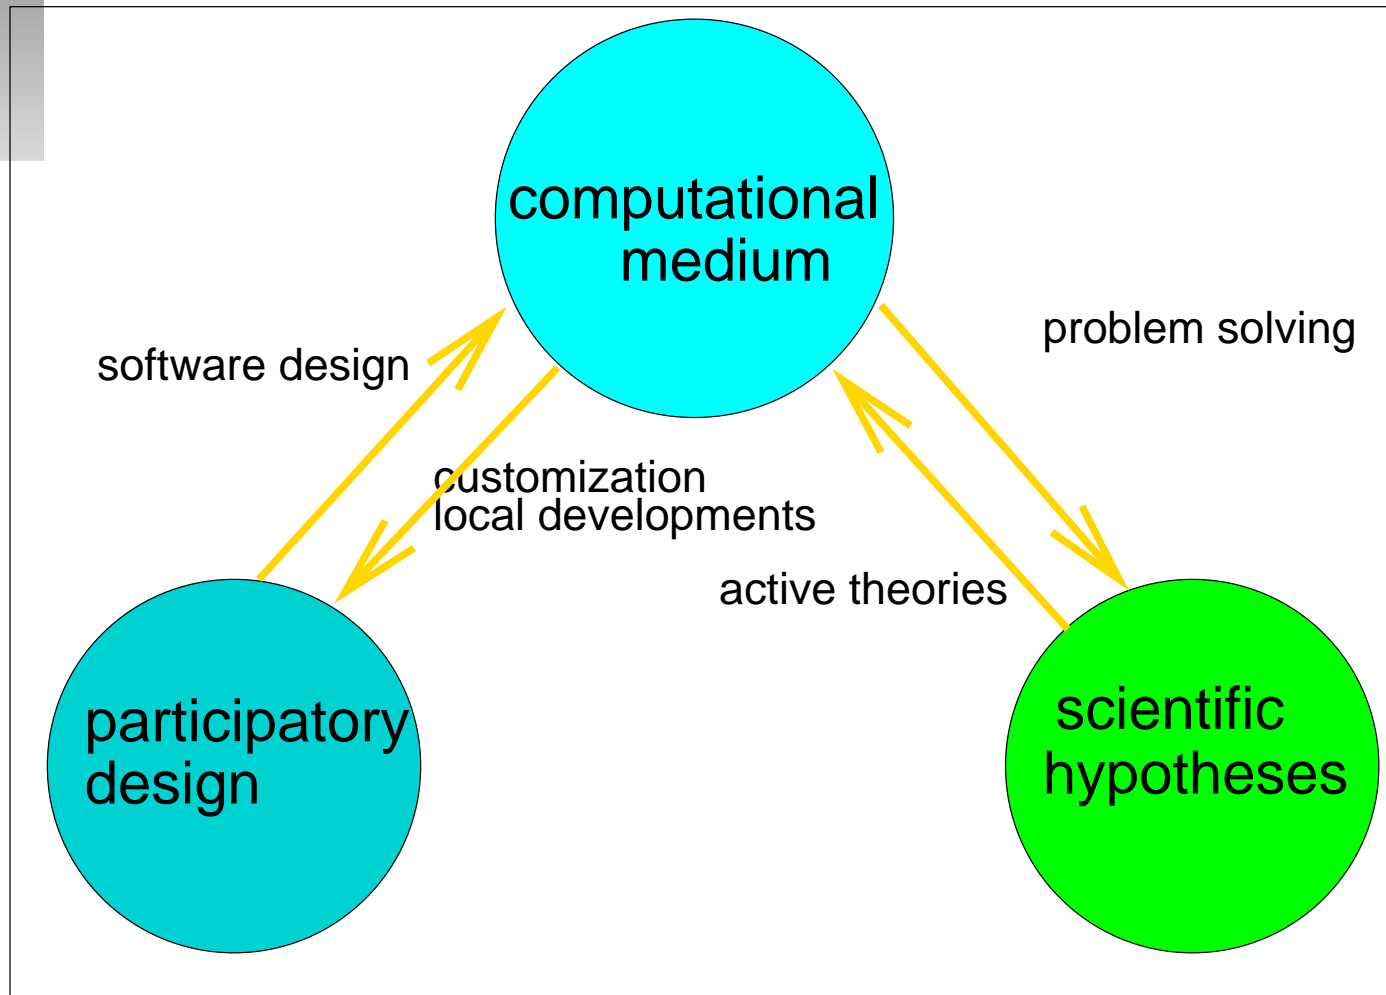 computational
medium
problem solving
software design
customization
local developments
active theories
participatory
design
scientific
hypotheses